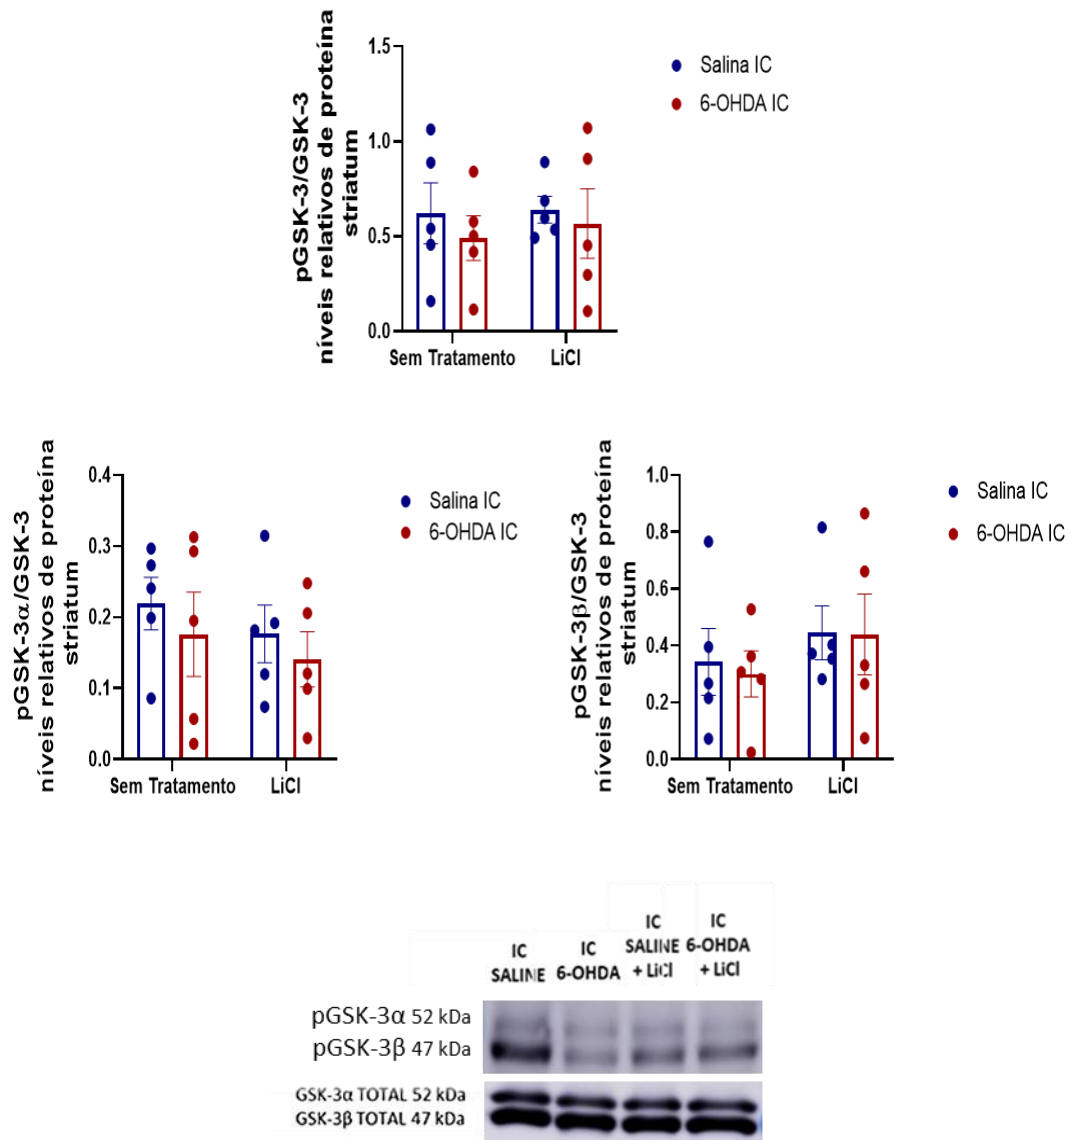 pGSK-3/GSK-3
níveis relativos de proteína
striatum
1.5
1.0
0.5
0.0
Sem Tratamento
LiCl
Salina IC
6-OHDA IC
pGSK-3α/GSK-3
níveis relativos de proteína
striatum
0.4
0.3
0.2
0.1
0.0
Sem Tratamento
LiCl
Salina IC
6-OHDA IC
pGSK-3β/GSK-3
níveis relativos de proteína
striatum
1.0
0.8
0.6
0.4
0.2
0.0
Sem Tratamento
LiCl
Salina IC
6-OHDA IC
IC
SALINE
IC
6-OHDA
IC
SALINE
+ LiCl
IC
6-OHDA
+ LiCl
pGSK-3α 52 kDa
pGSK-3β 47 kDa
GSK-3α TOTAL 52 kDa
GSK-3β TOTAL 47 kDa